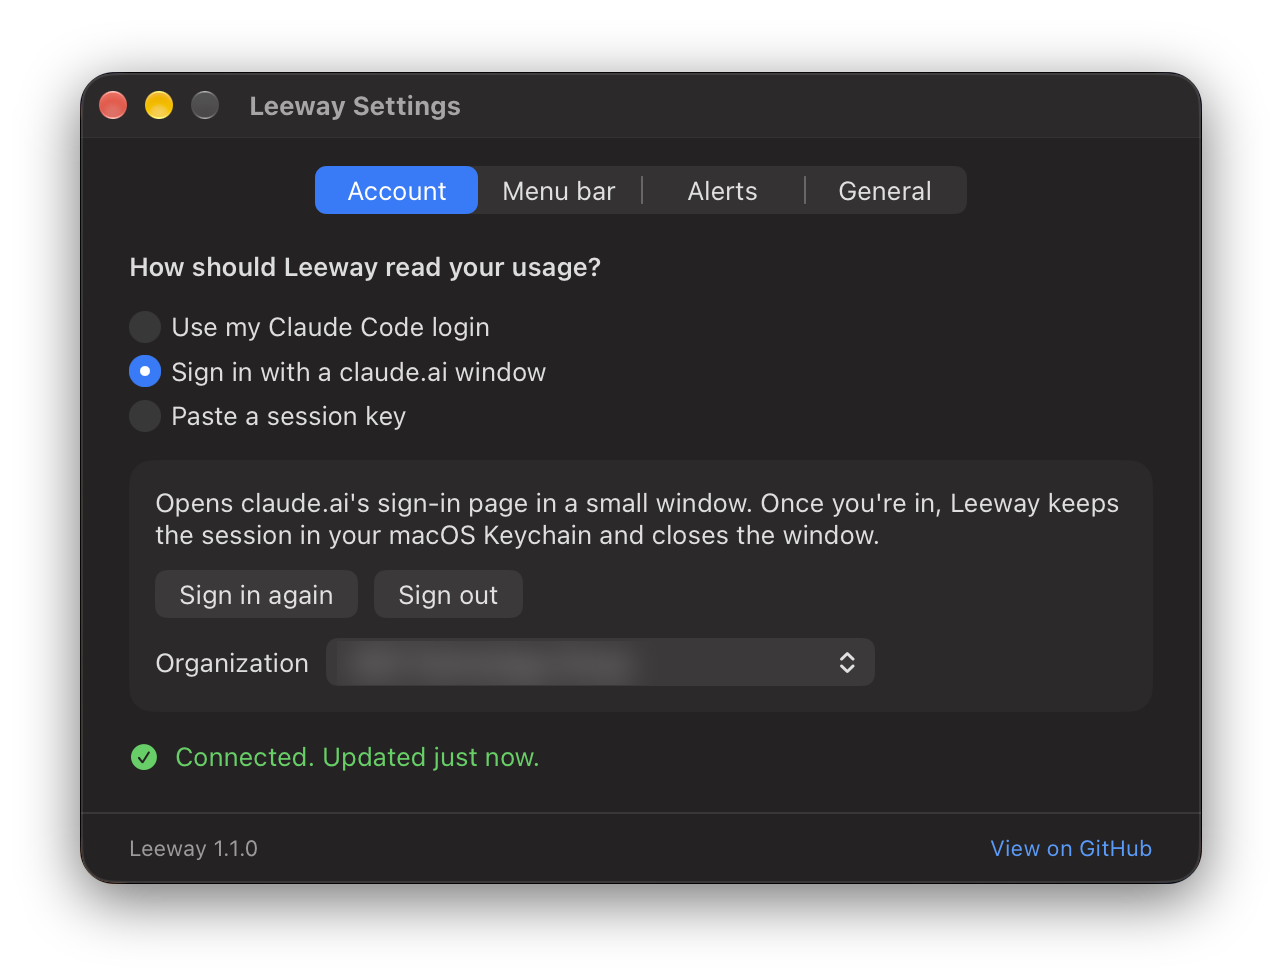 Leeway Settings
Account
Menu bar
Alerts
General
How should Leeway read your usage?
Use my Claude Code login
Sign in with a claude.ai window
Paste a session key
Opens claude.ai's sign-in page in a small window. Once you're in, Leeway keeps
the session in your macOS Keychain and closes the window.
Sign in again
Sign out
Organization
Connected. Updated just now.
Leeway 1.1.0
View on GitHub